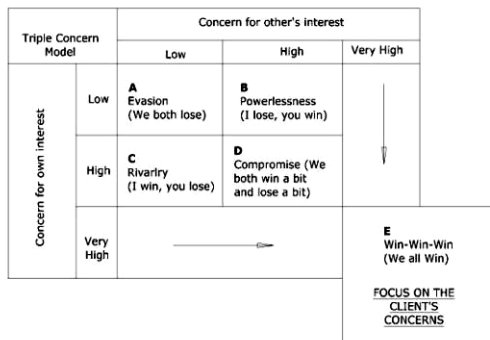 Triple Concern
Model
Concern for other's interest
Low
High
Very High
Concern for own interest
Low
A
Evasion
(We both lose)
B
Powerlessness
(I lose, you win)
High
C
Rivarlry
(I win, you lose)
D
Compromise (We
both win a bit
and lose a bit)
Very
High
E
Win-Win-Win
(We all Win)
FOCUS ON THE
CLIENT'S
CONCERNS